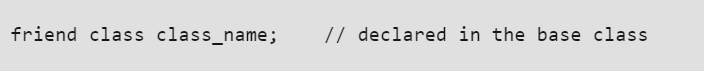 friend class class_name;    // declared in the base class